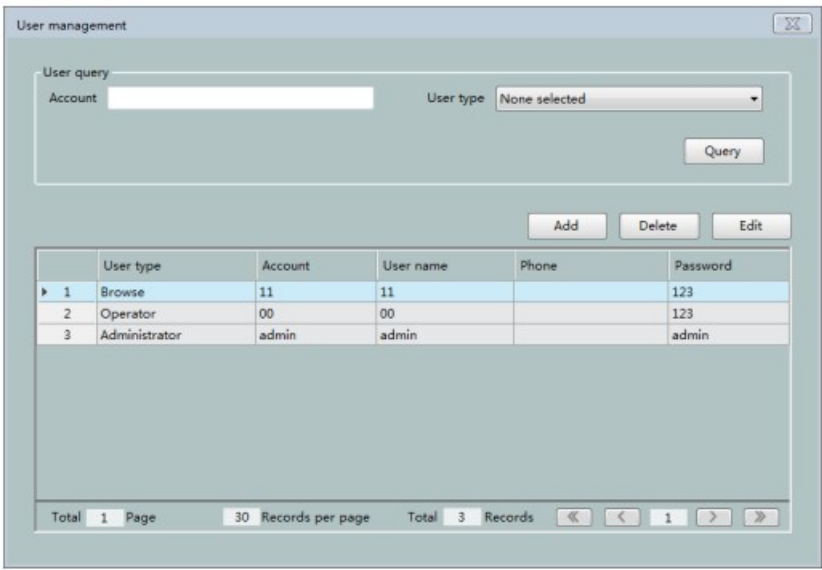 User management
User query
Account User type None selected
Query
Add Delete Edit
User type Account User name Phone Password
1 Browse 11 11 123
2 Operator 00 00 123
3 Administrator admin admin admin
Total 1 Page 30 Records per page Total 3 Records 1